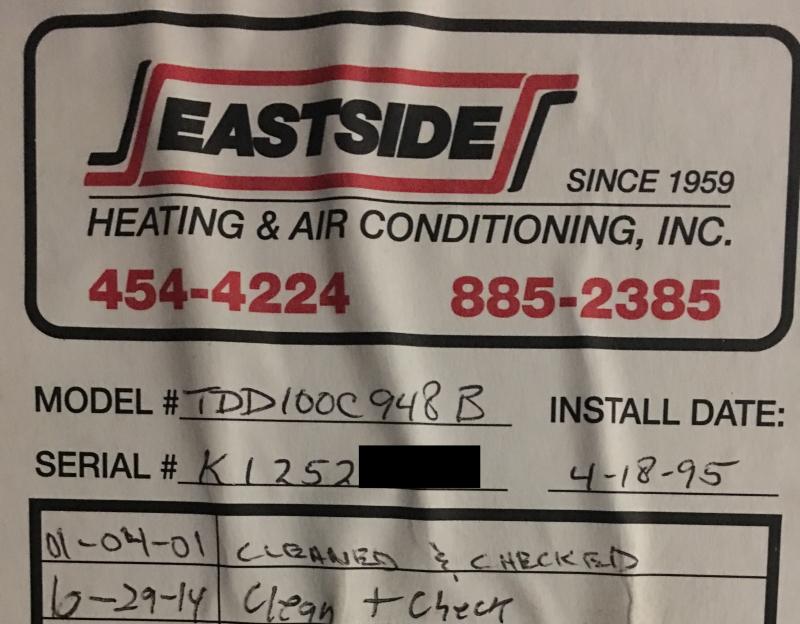 EASTSIDE
SINCE 1959
HEATING & AIR CONDITIONING, INC.
454-4224 885-2385
MODEL # TDD100C948B INSTALL DATE:
SERIAL # K1252 4-18-95
01-04-01 CLEANED & CHECKED
10-29-14 Clean + Check